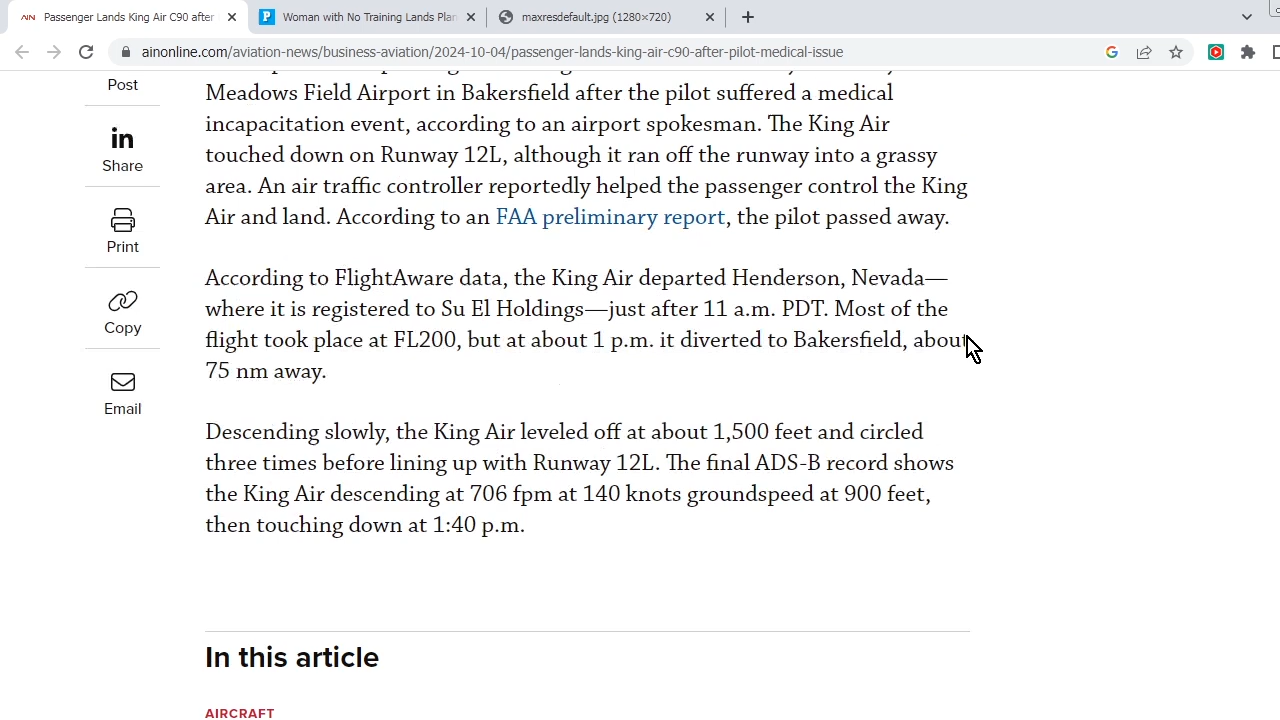 Passenger Lands King Air C90 after
Woman with No Training Lands Plan
maxresdefault.jpg (1280×720)
ainonline.com/aviation-news/business-aviation/2024-10-04/passenger-lands-king-air-c90-after-pilot-medical-issue
Post
Share
Print
Copy
Email
Meadows Field Airport in Bakersfield after the pilot suffered a medical
incapacitation event, according to an airport spokesman. The King Air
touched down on Runway 12L, although it ran off the runway into a grassy
area. An air traffic controller reportedly helped the passenger control the King
Air and land. According to an FAA preliminary report, the pilot passed away.
According to FlightAware data, the King Air departed Henderson, Nevada—
where it is registered to Su El Holdings—just after 11 a.m. PDT. Most of the
flight took place at FL200, but at about 1 p.m. it diverted to Bakersfield, about
75 nm away.
Descending slowly, the King Air leveled off at about 1,500 feet and circled
three times before lining up with Runway 12L. The final ADS-B record shows
the King Air descending at 706 fpm at 140 knots groundspeed at 900 feet,
then touching down at 1:40 p.m.
In this article
AIRCRAFT